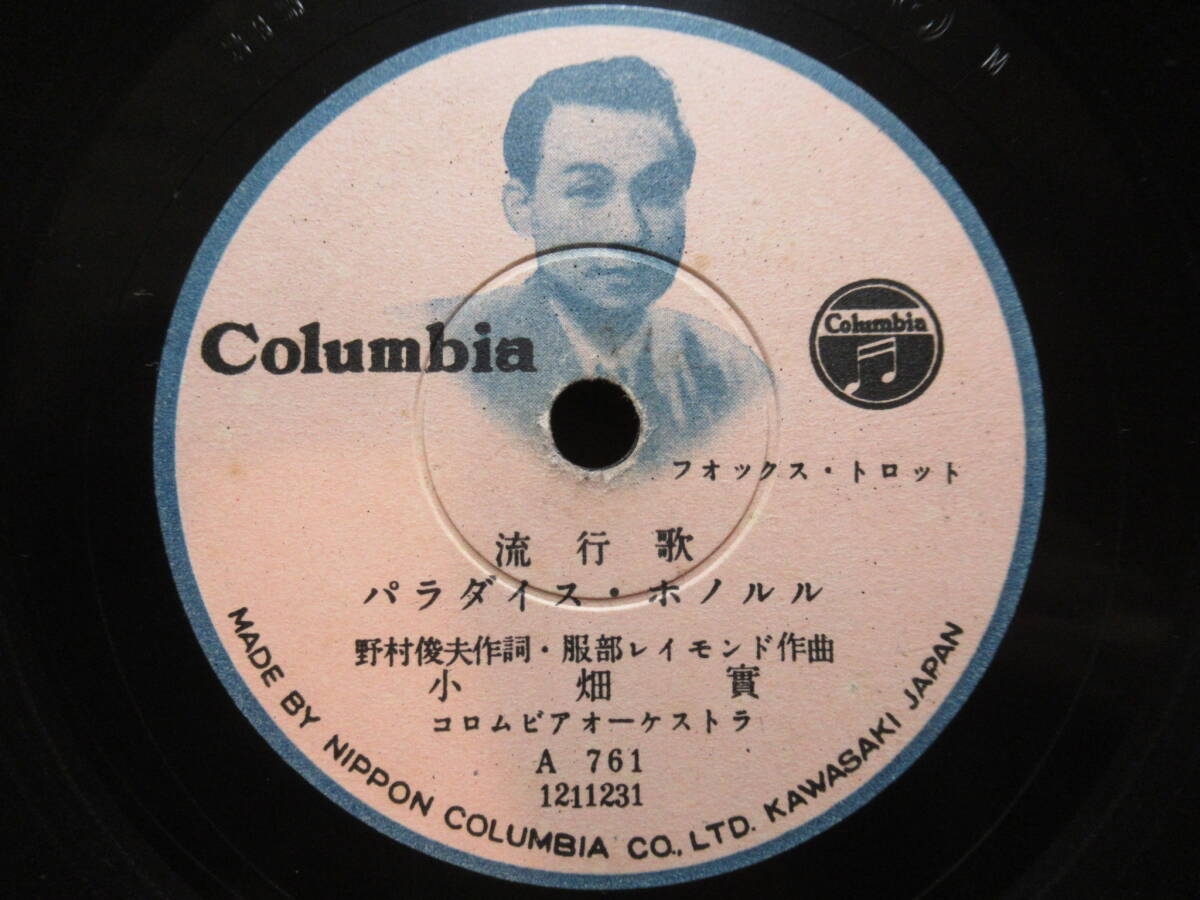 Columbia
Columbia
フオックス・トロット
流行歌
パラダイス・ホノルル
野村俊夫作詞・服部レイモンド作曲
小畑實
コロムビアオーケストラ
A 761
1211231
MADE BY NIPPON COLUMBIA CO., LTD. KAWASAKI JAPAN